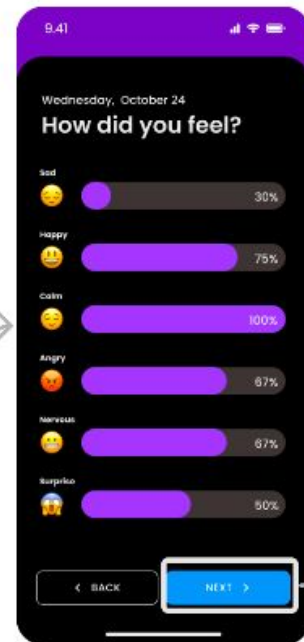 9.41
Wednesday, October 24
How did you feel?
Sad
30%
Happy
75%
Calm
100%
Angry
67%
Nervous
67%
Surprise
50%
< BACK
NEXT >